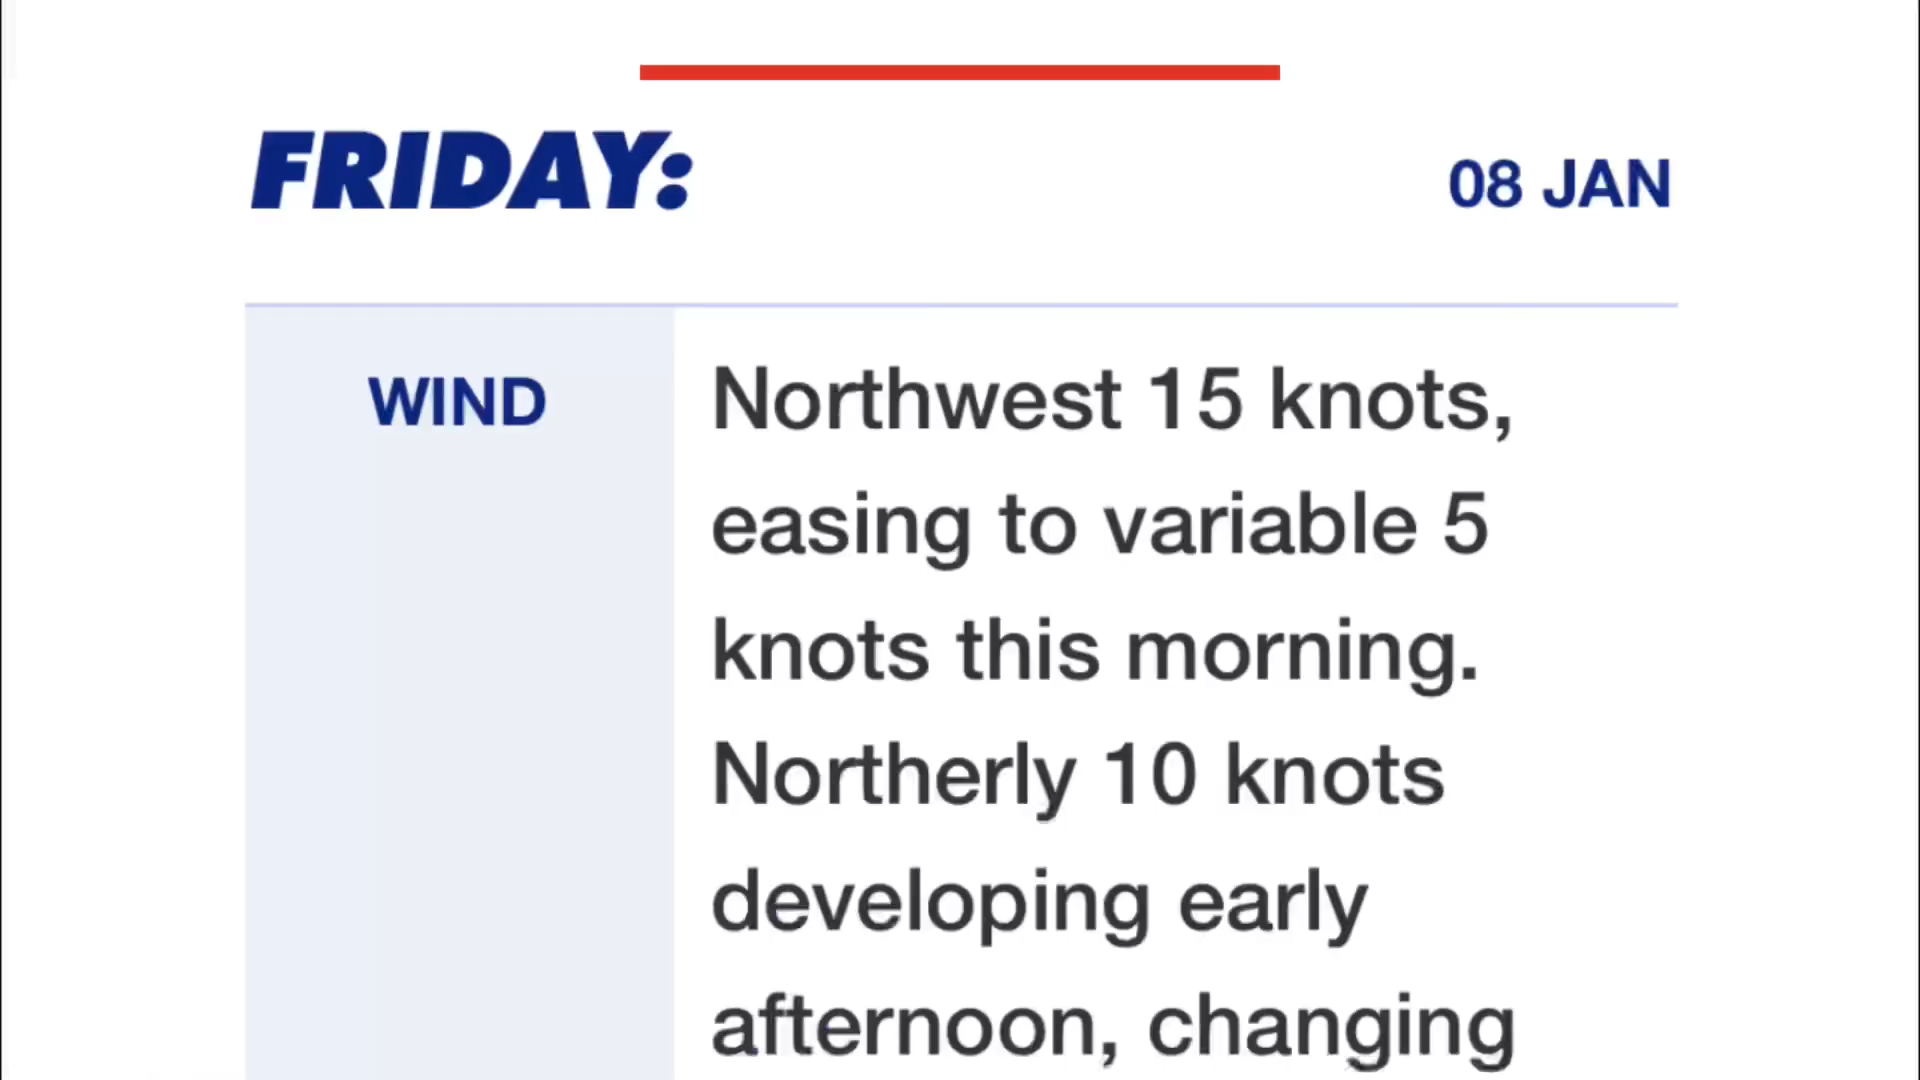 FRIDAY:
08 JAN
WIND
Northwest 15 knots,
easing to variable 5
knots this morning.
Northerly 10 knots
developing early
afternoon, changing